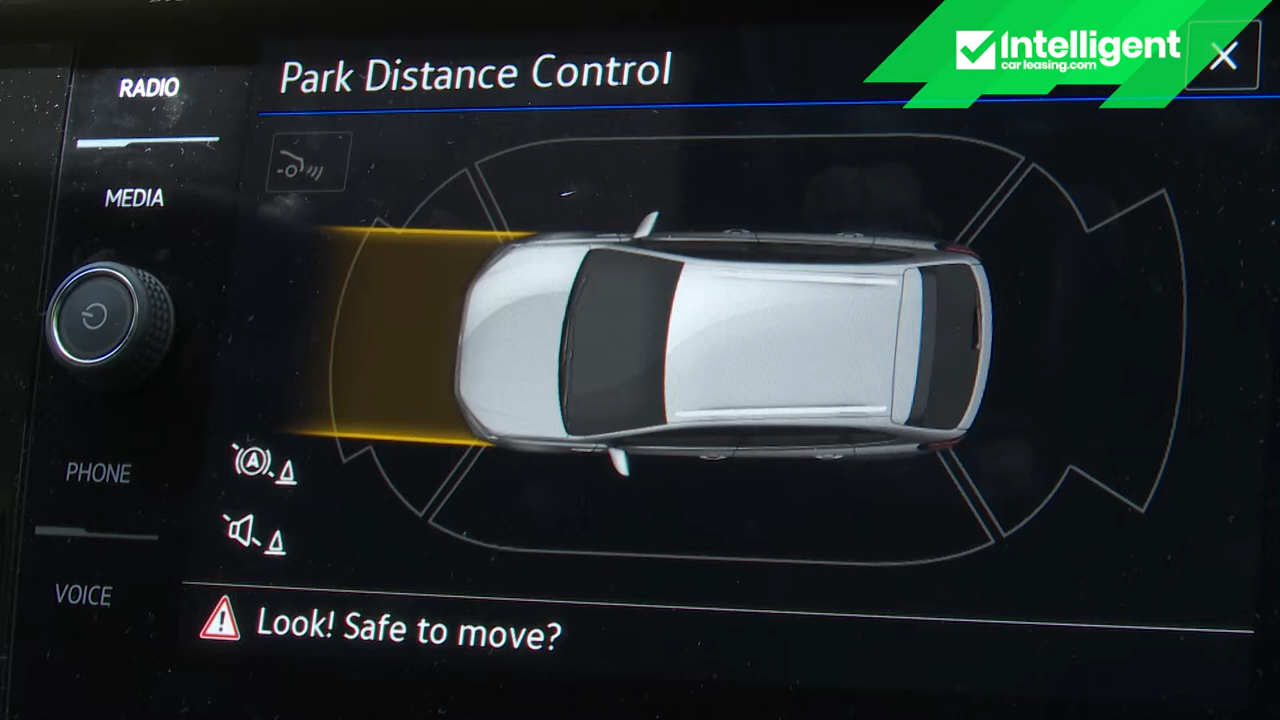 Intelligent
carleasing.com
Park Distance Control
RADIO
MEDIA
PHONE
VOICE
A
Look! Safe to move?